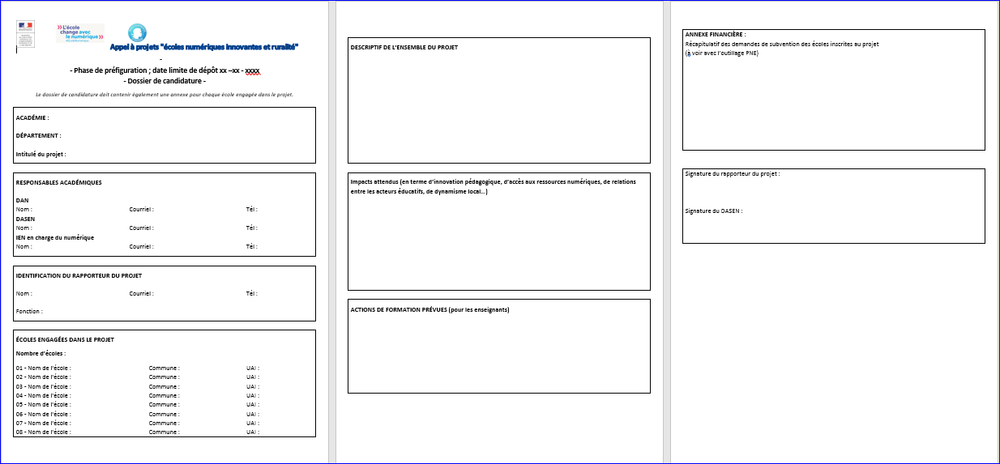 »L'école
change avec
le numérique»
Appel à projets "écoles numériques innovantes et ruralité"
-
- Phase de préfiguration ; date limite de dépôt xx –xx - xxxx
- Dossier de candidature -
Le dossier de candidature doit contenir également une annexe pour chaque école engagée dans le projet.
ACADÉMIE :
DÉPARTEMENT :
Intitulé du projet :
RESPONSABLES ACADÉMIQUES
DAN
Nom : Courriel : Tél :
DASEN
Nom : Courriel : Tél :
IEN en charge du numérique
Nom : Courriel : Tél :
IDENTIFICATION DU RAPPORTEUR DU PROJET
Nom : Courriel : Tél :
Fonction :
ÉCOLES ENGAGÉES DANS LE PROJET
Nombre d'écoles :
01 - Nom de l'école : Commune : UAI :
02 - Nom de l'école : Commune : UAI :
03 - Nom de l'école : Commune : UAI :
04 - Nom de l'école : Commune : UAI :
05 - Nom de l'école : Commune : UAI :
06 - Nom de l'école : Commune : UAI :
07 - Nom de l'école : Commune : UAI :
08 - Nom de l'école : Commune : UAI :
DESCRIPTIF DE L'ENSEMBLE DU PROJET
Impacts attendus (en terme d'innovation pédagogique, d'accès aux ressources numériques, de relations
entre les acteurs éducatifs, de dynamisme local...)
ACTIONS DE FORMATION PRÉVUES (pour les enseignants)
ANNEXE FINANCIÈRE :
Récapitulatif des demandes de subvention des écoles inscrites au projet
(à voir avec l'outillage PNE)
Signature du rapporteur du projet :
Signature du DASEN :